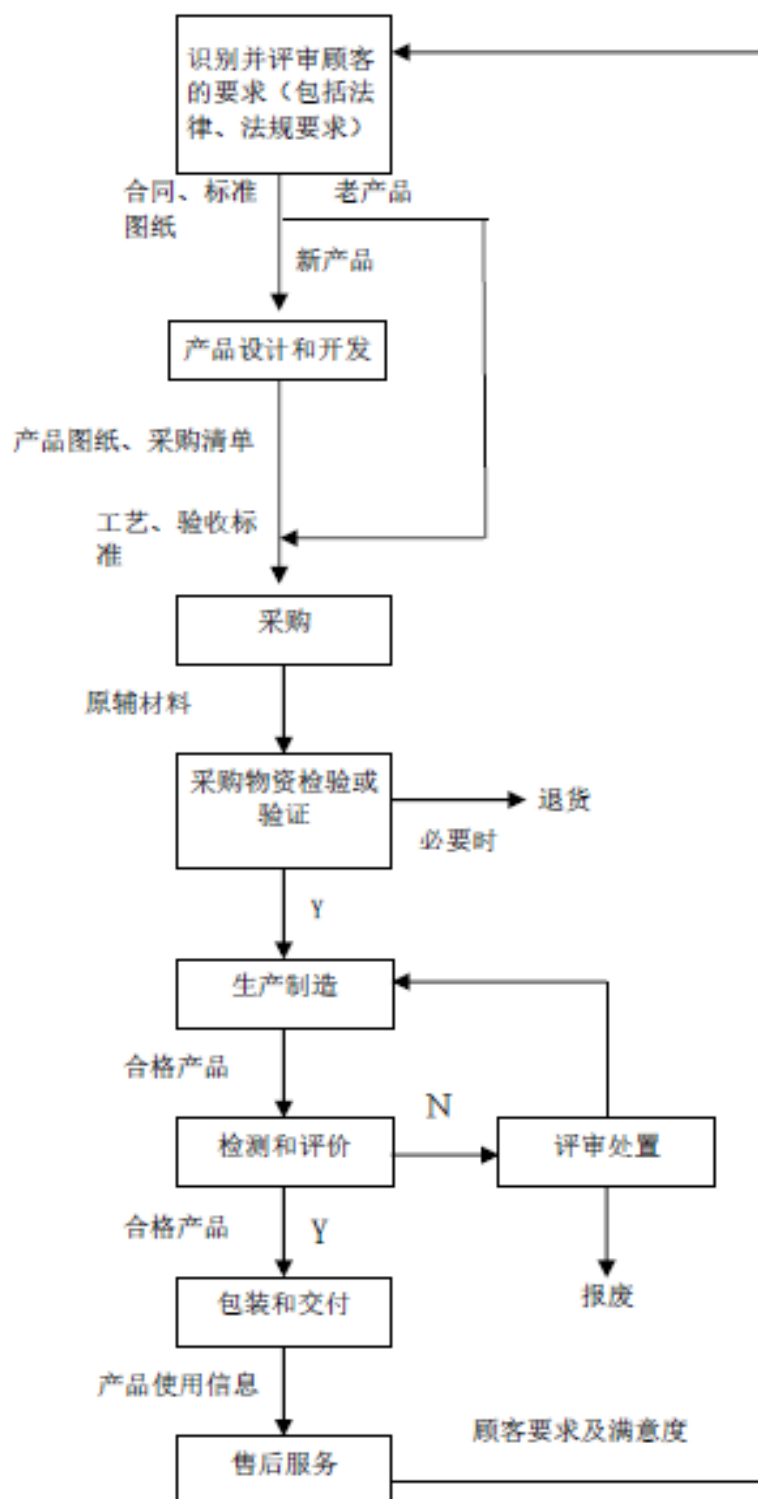 识别并评审顾客
的要求（包括法
律、法规要求）
合同、标准
图纸
老产品
新产品
产品设计和开发
产品图纸、采购清单
工艺、验收标
准
采购
原辅材料
采购物资检验或
验证
退货
必要时
Y
生产制造
合格产品
N
检测和评价
评审处置
合格产品
Y
报废
包装和交付
产品使用信息
顾客要求及满意度
售后服务